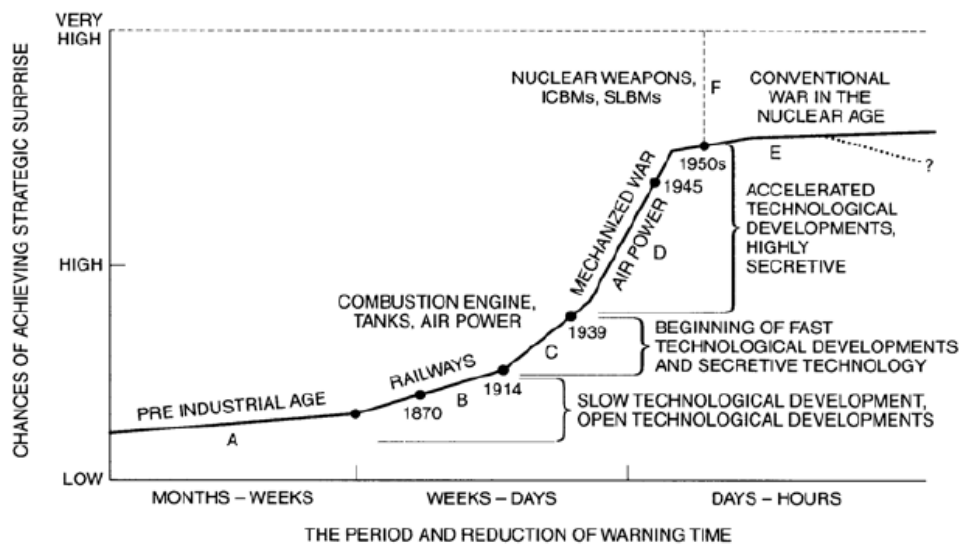 VERY
HIGH
NUCLEAR WEAPONS,
ICBMs, SLBMs
F
CONVENTIONAL
WAR IN THE
NUCLEAR AGE
E
?
1950s
1945
MECHANIZED WAR
AIR POWER
D
ACCELERATED
TECHNOLOGICAL
DEVELOPMENTS,
HIGHLY
SECRETIVE
CHANCES OF ACHIEVING STRATEGIC SURPRISE
HIGH
COMBUSTION ENGINE,
TANKS, AIR POWER
1939
C
BEGINNING OF FAST
TECHNOLOGICAL DEVELOPMENTS
AND SECRETIVE TECHNOLOGY
RAILWAYS
1914
B
1870
SLOW TECHNOLOGICAL DEVELOPMENT,
OPEN TECHNOLOGICAL DEVELOPMENTS
PRE INDUSTRIAL AGE
A
LOW
MONTHS – WEEKS
WEEKS – DAYS
DAYS – HOURS
THE PERIOD AND REDUCTION OF WARNING TIME